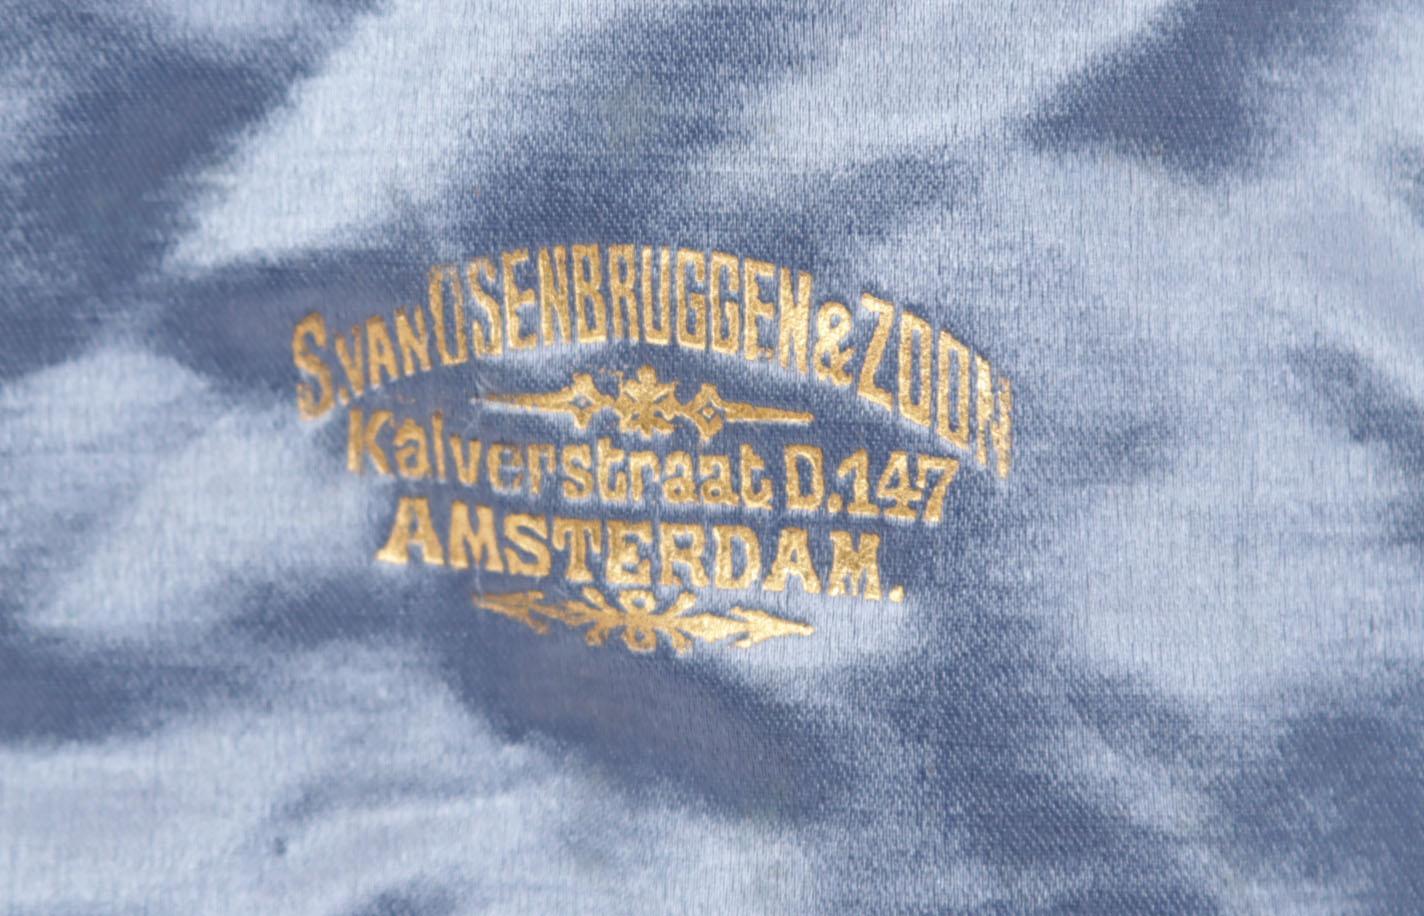 S. VAN OSENBRUGGEN & ZOON
Kalverstraat D.147
AMSTERDAM.